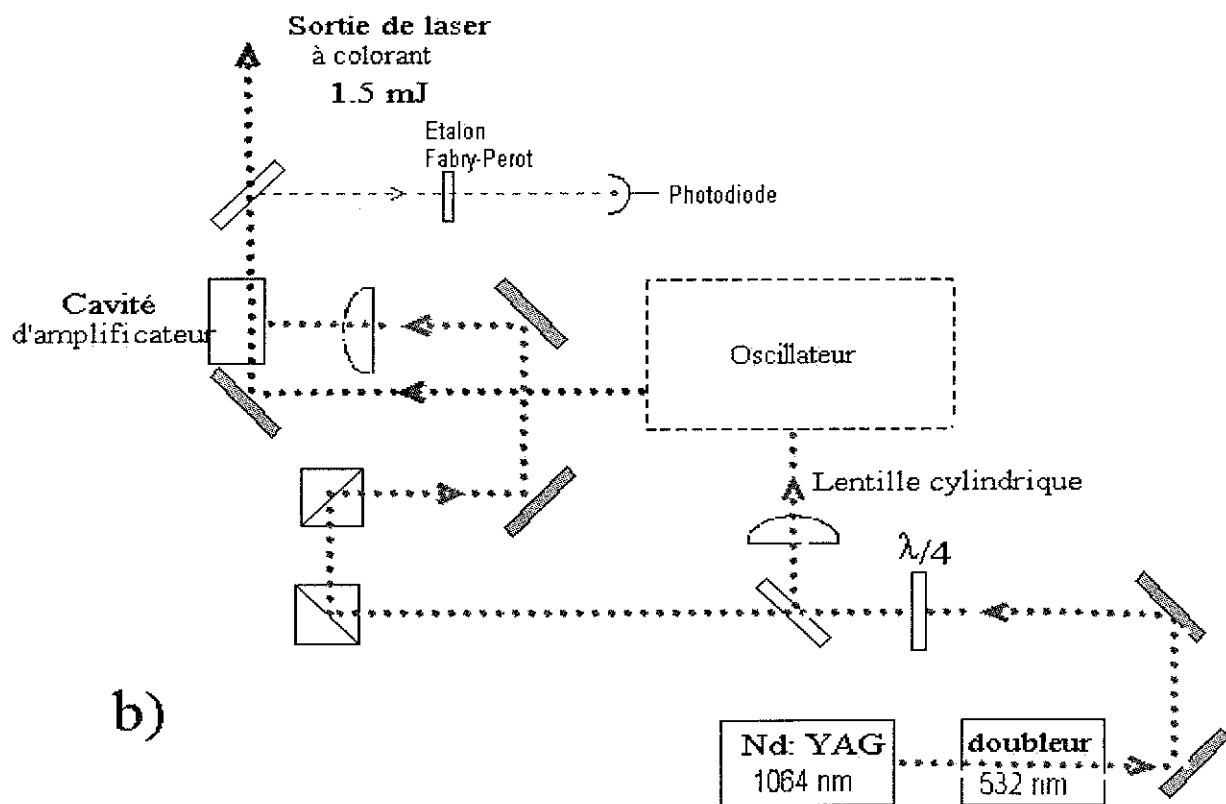 Sortie de laser
à colorant
1.5 mJ
Etalon
Fabry-Perot
Photodiode
Cavité
d'amplificateur
Oscillateur
Lentille cylindrique
λ/4
b)
Nd: YAG
1064 nm
doubleur
532 nm